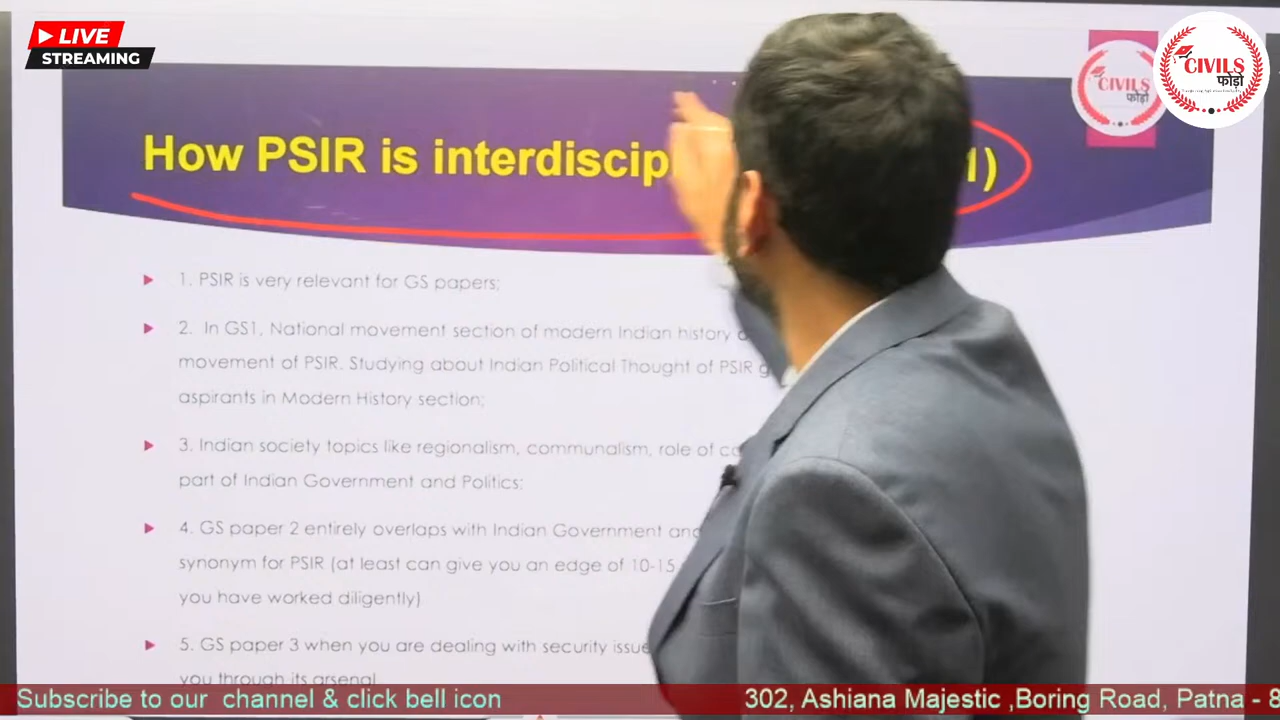 LIVE
STREAMING
CIVILS
फोड़ो
CIVILS
फोड़ो
How PSIR is interdiscip 1)
1. PSIR is very relevant for GS papers;
2. In GS1, National movement section of modern Indian history
movement of PSIR. Studying about Indian Political Thought of PSIR
aspirants in Modern History section;
3. Indian society topics like regionalism, communalism, role of
part of Indian Government and Politics;
4. GS paper 2 entirely overlaps with Indian Government
synonym for PSIR (at least can give you an edge of 10-15
you have worked diligently)
5. GS paper 3 when you are dealing with security
you through its arsenal
Subscribe to our channel & click bell icon
302, Ashiana Majestic ,Boring Road, Patna - 8